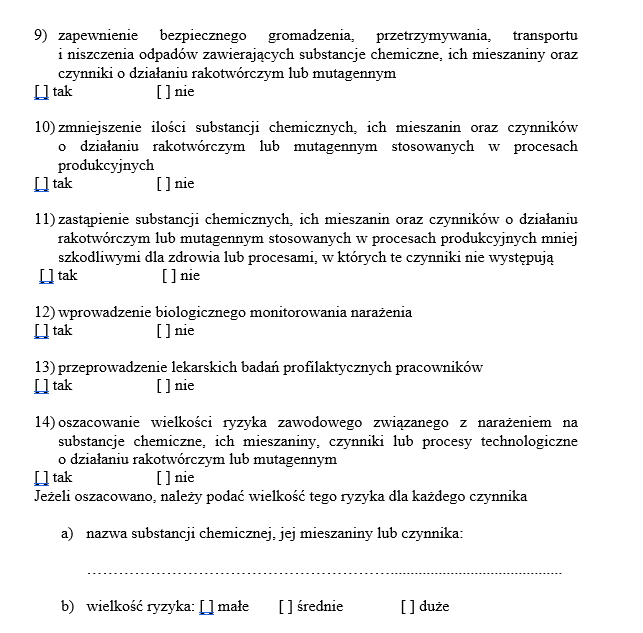 9) zapewnienie bezpiecznego gromadzenia, przetrzymywania, transportu
i niszczenia odpadów zawierających substancje chemiczne, ich mieszaniny oraz
czynniki o działaniu rakotwórczym lub mutagennym
[ ] tak [ ] nie
10) zmniejszenie ilości substancji chemicznych, ich mieszanin oraz czynników
o działaniu rakotwórczym lub mutagennym stosowanych w procesach
produkcyjnych
[ ] tak [ ] nie
11) zastąpienie substancji chemicznych, ich mieszanin oraz czynników o działaniu
rakotwórczym lub mutagennym stosowanych w procesach produkcyjnych mniej
szkodliwymi dla zdrowia lub procesami, w których te czynniki nie występują
[ ] tak [ ] nie
12) wprowadzenie biologicznego monitorowania narażenia
[ ] tak [ ] nie
13) przeprowadzenie lekarskich badań profilaktycznych pracowników
[ ] tak [ ] nie
14) oszacowanie wielkości ryzyka zawodowego związanego z narażeniem na
substancje chemiczne, ich mieszaniny, czynniki lub procesy technologiczne
o działaniu rakotwórczym lub mutagennym
[ ] tak [ ] nie
Jeżeli oszacowano, należy podać wielkość tego ryzyka dla każdego czynnika
a) nazwa substancji chemicznej, jej mieszaniny lub czynnika:
..............................................................................................................
b) wielkość ryzyka: [ ] małe [ ] średnie [ ] duże